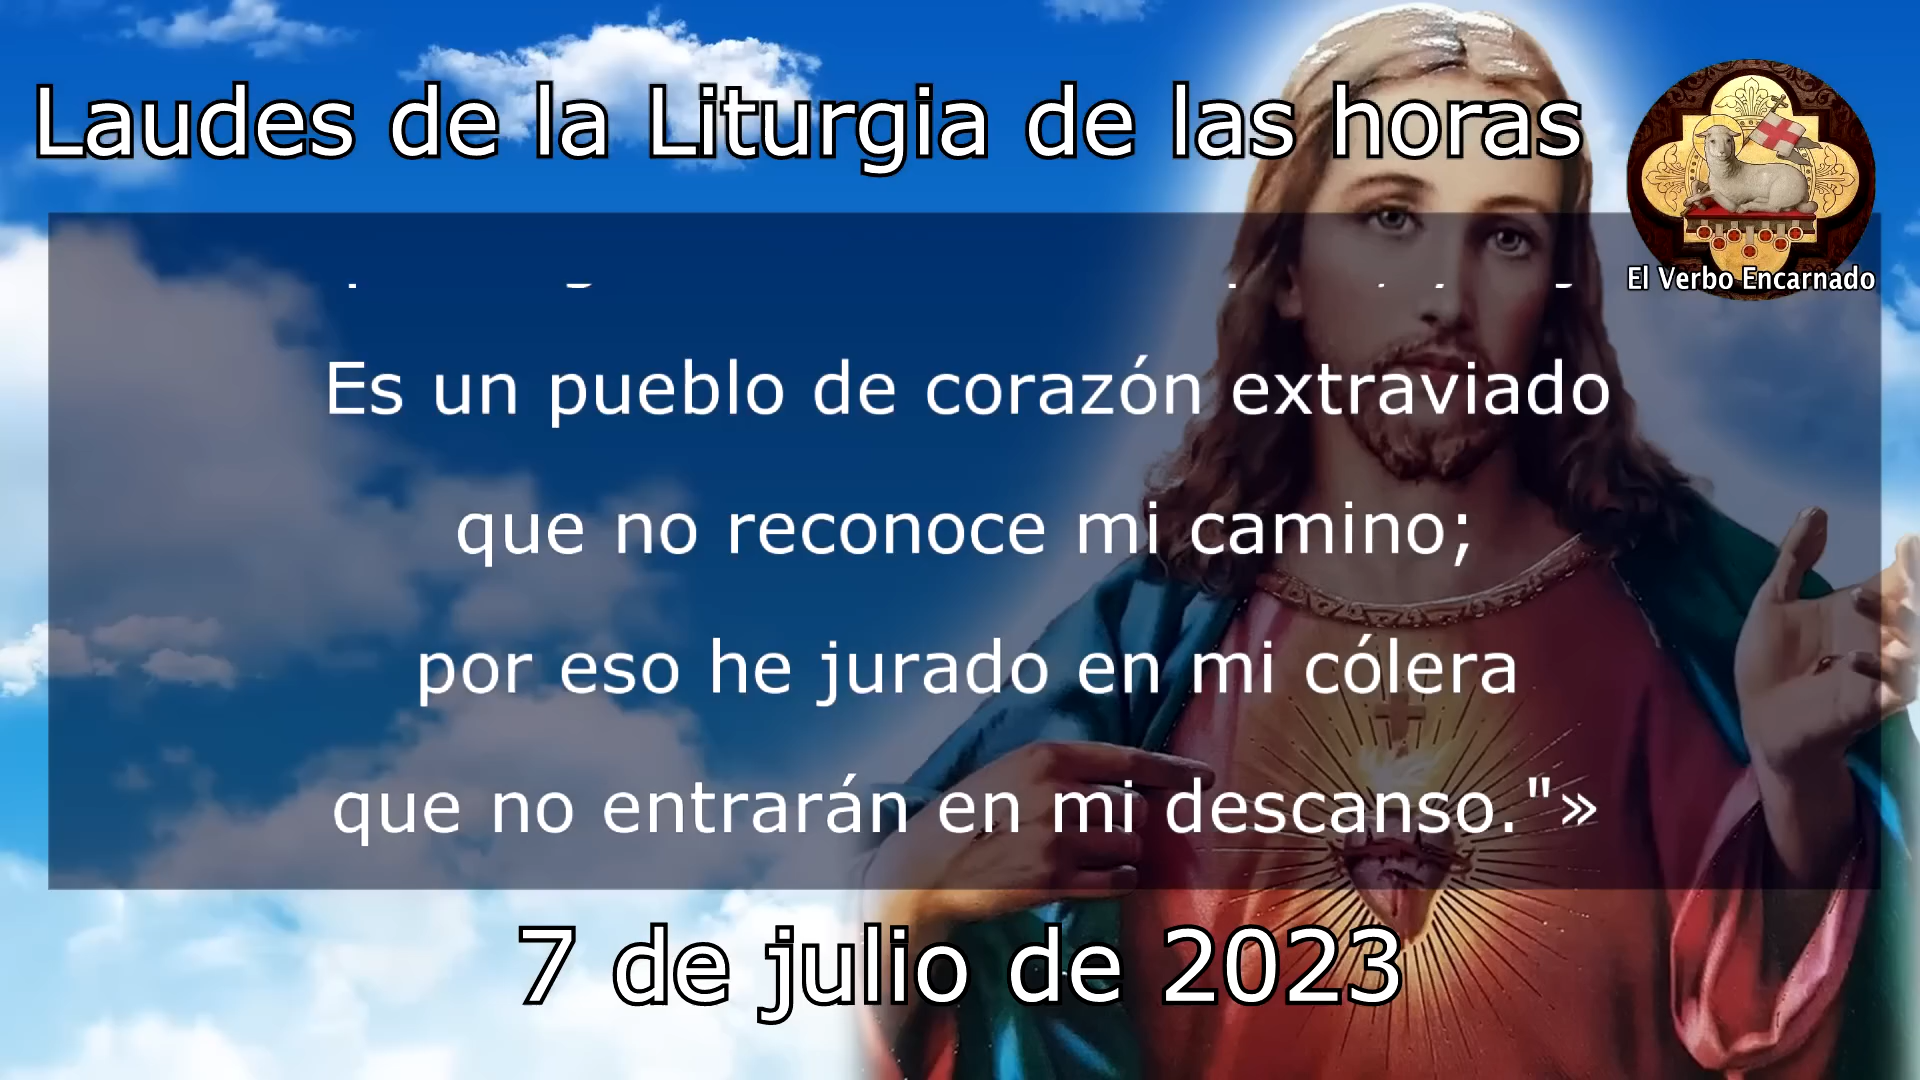 Laudes de la Liturgia de las horas
El Verbo Encarnado
Es un pueblo de corazón extraviado
que no reconoce mi camino;
por eso he jurado en mi cólera
que no entrarán en mi descanso."»
7 de julio de 2023